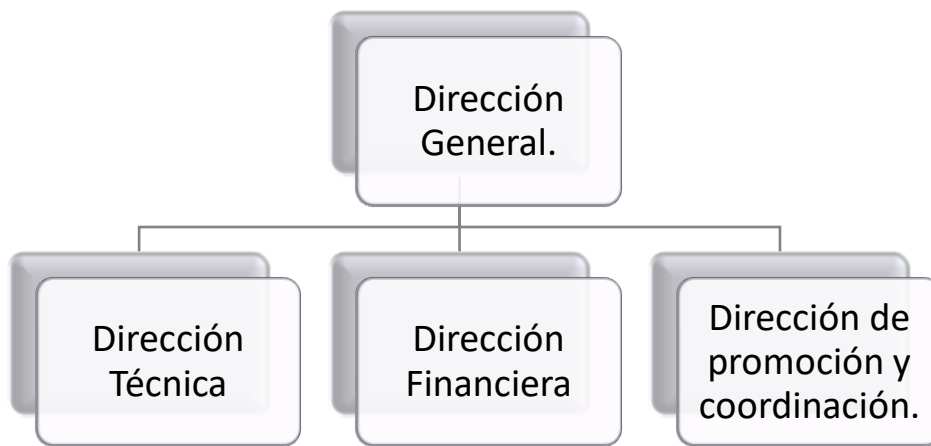 Dirección
General.
Dirección
Técnica
Dirección
Financiera
Dirección de
promoción y
coordinación.